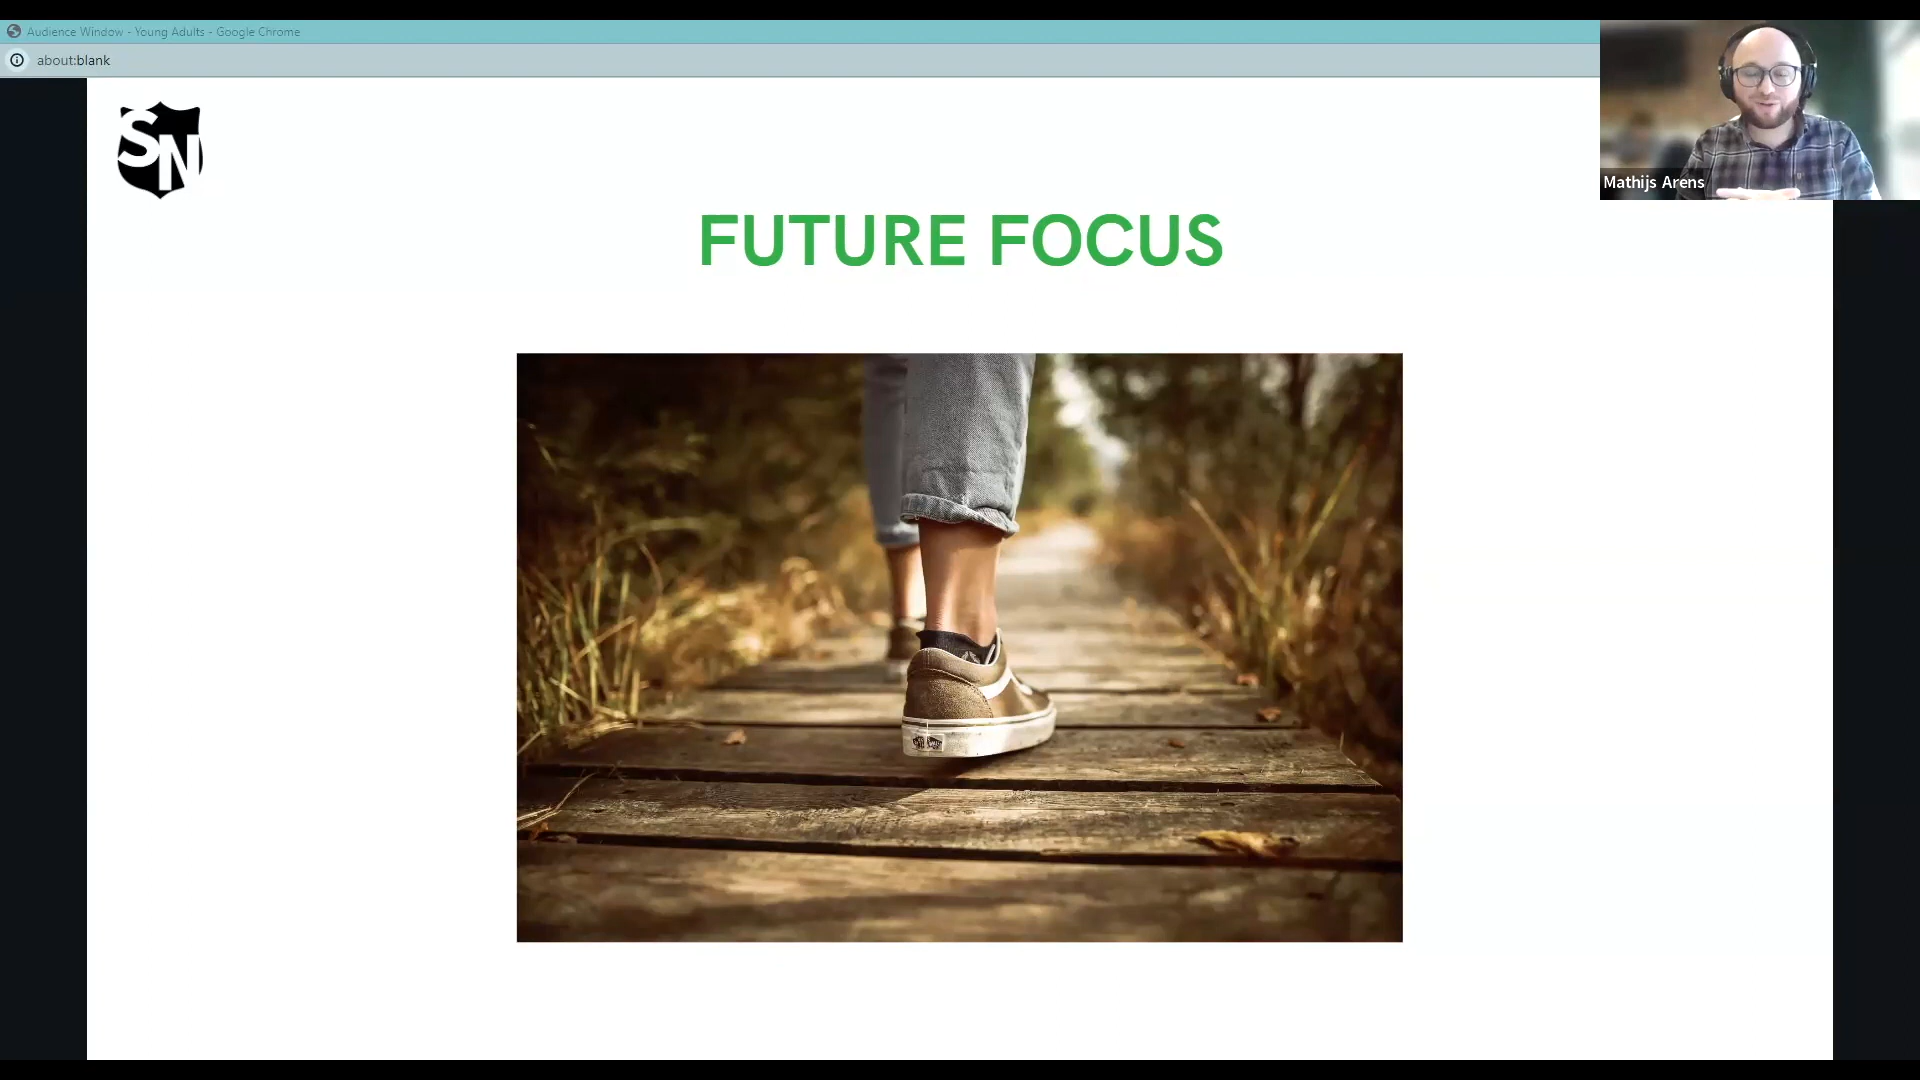 Audience Window - Young Adults - Google Chrome
about:blank
Mathijs Arens
SN
FUTURE FOCUS